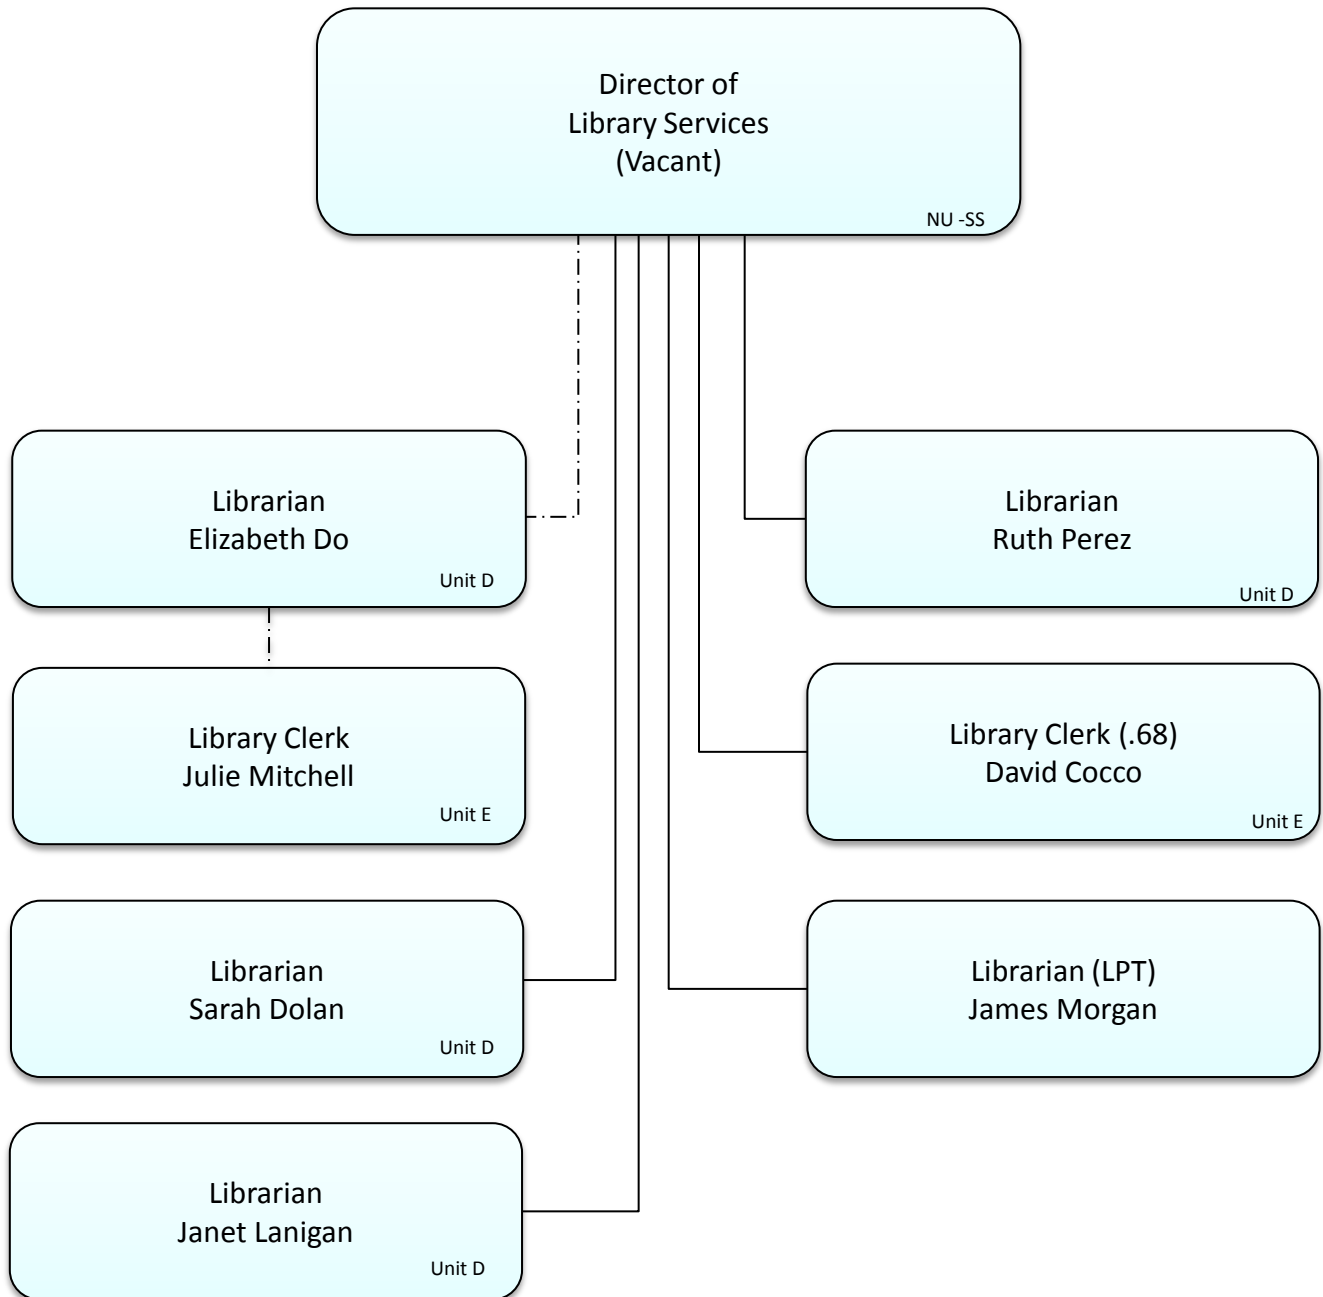 Director of
Library Services
(Vacant)
NU -SS
Librarian
Elizabeth Do
Unit D
Librarian
Ruth Perez
Unit D
Library Clerk
Julie Mitchell
Unit E
Library Clerk (.68)
David Cocco
Unit E
Librarian
Sarah Dolan
Unit D
Librarian (LPT)
James Morgan
Librarian
Janet Lanigan
Unit D